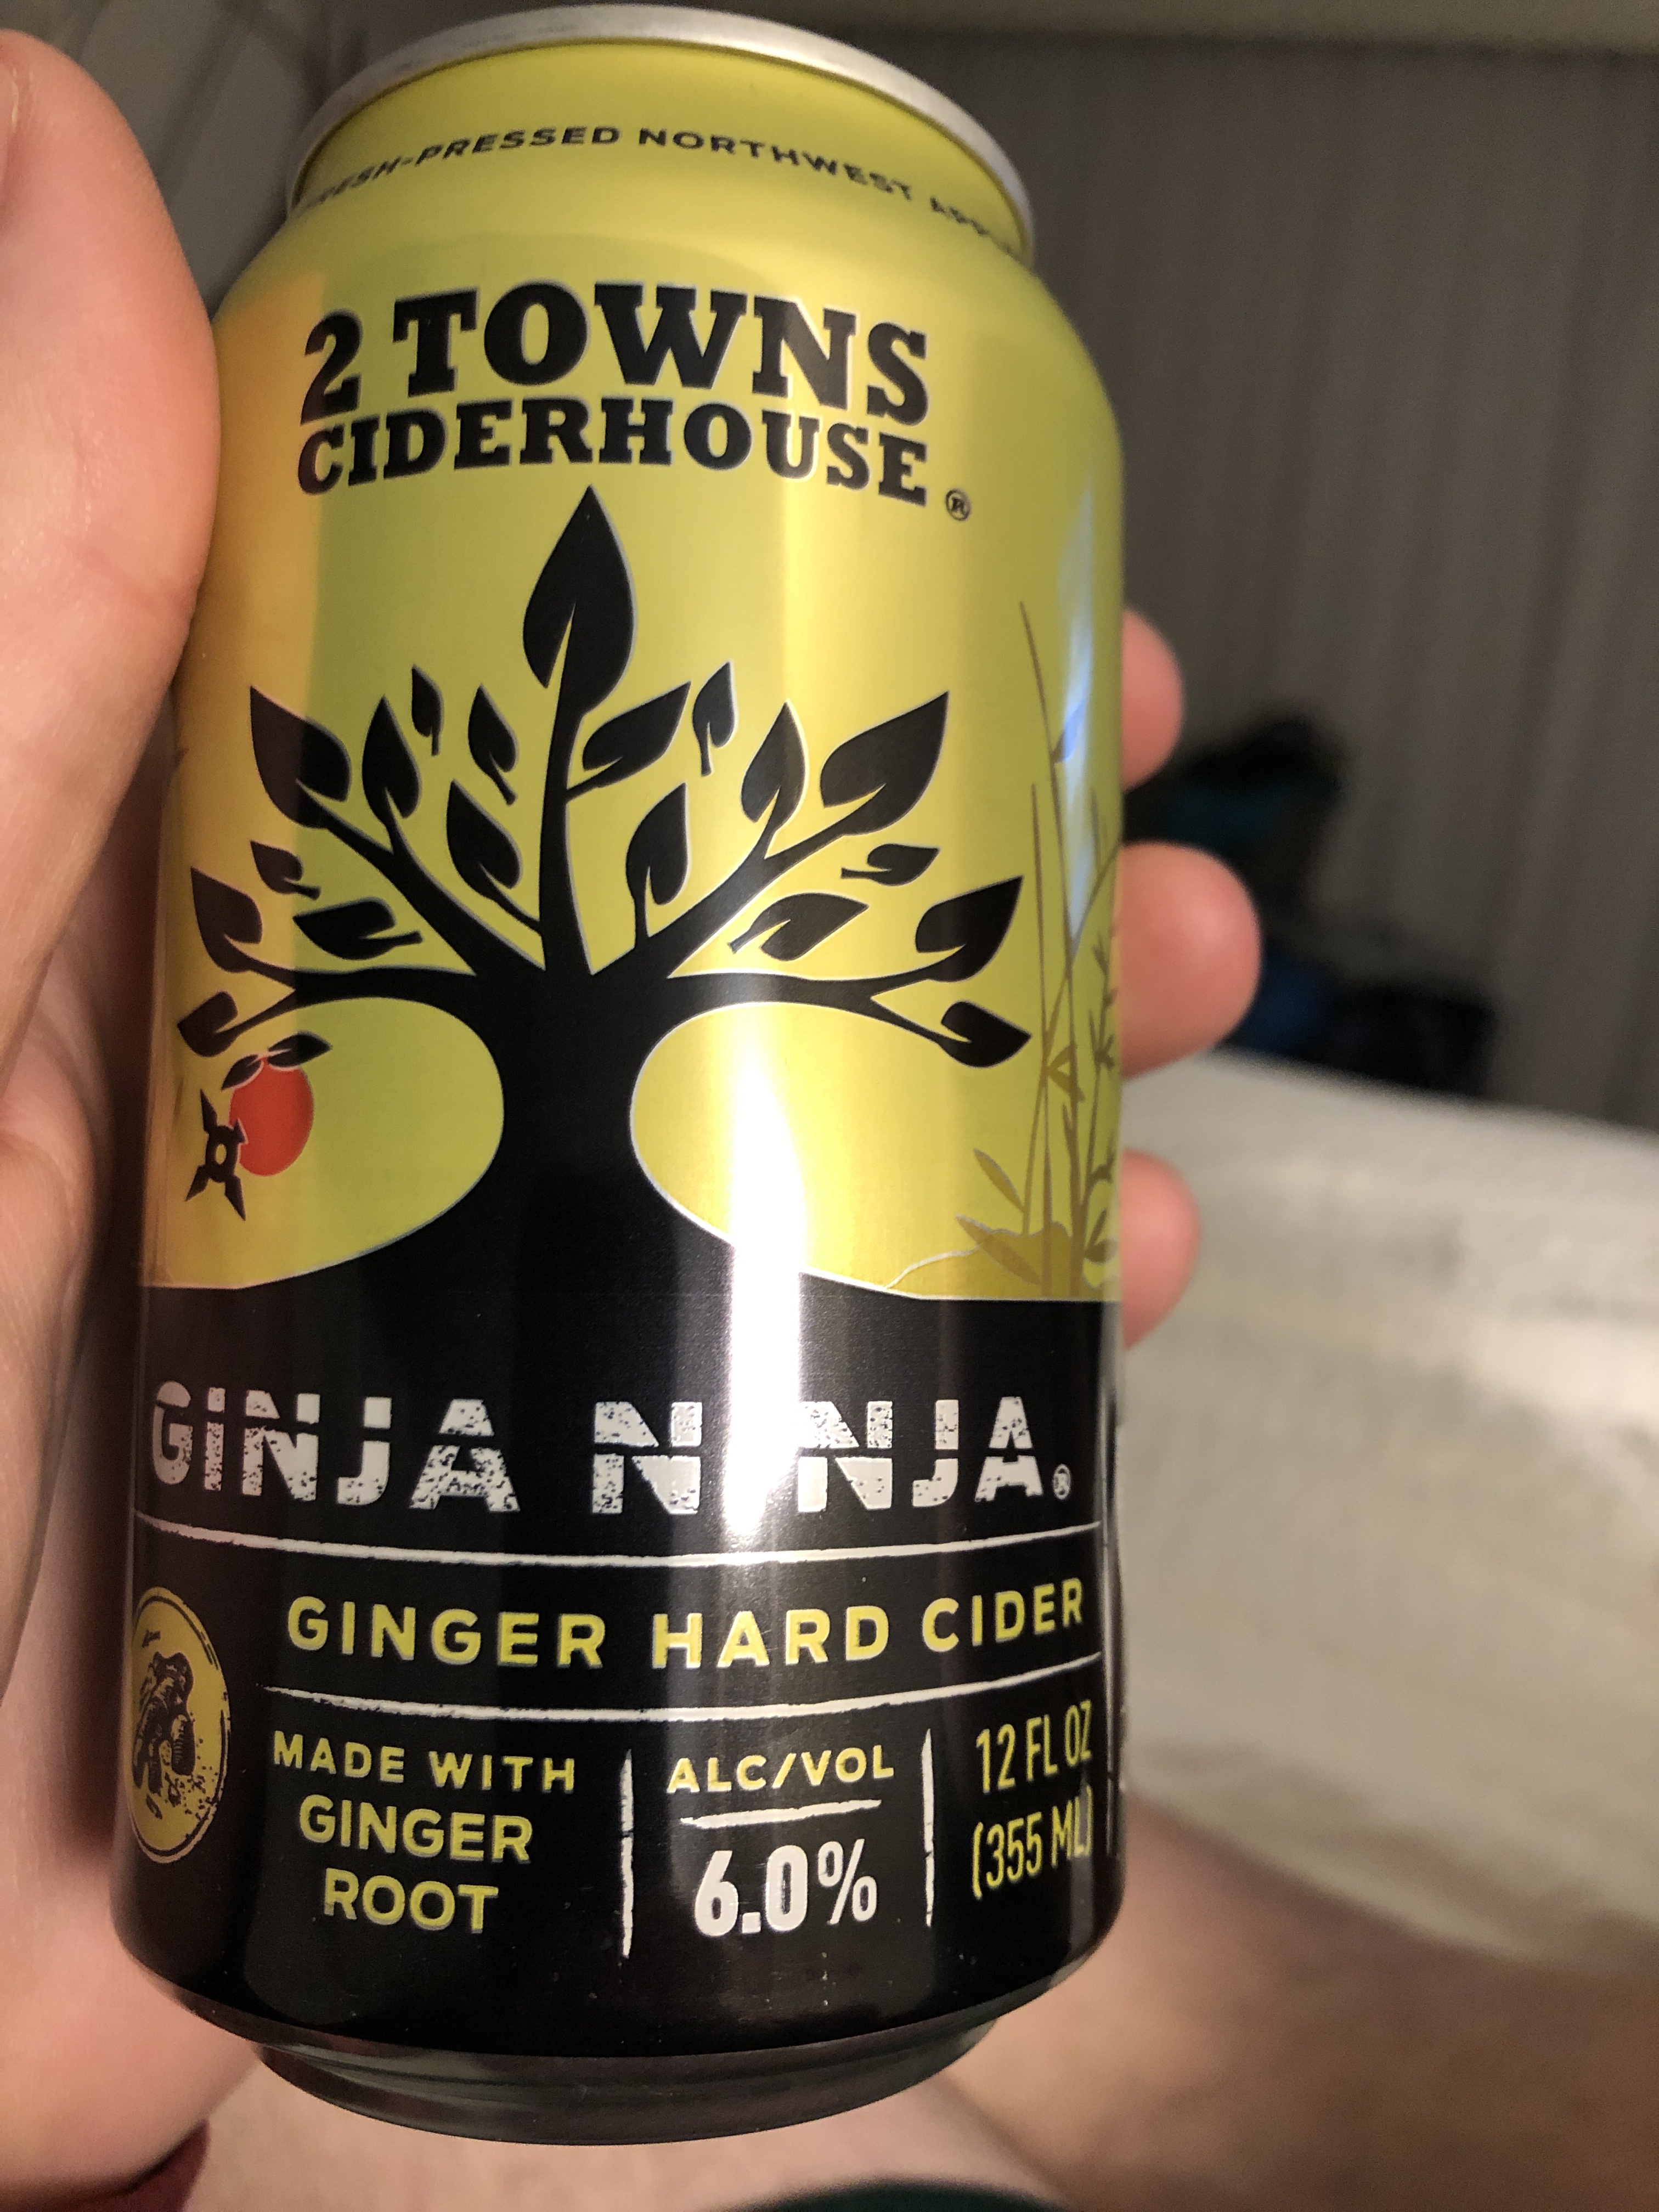 FRESH-PRESSED NORTHWEST
2 TOWNS
CIDERHOUSE ®
GINJA NINJA®
GINGER HARD CIDER
MADE WITH
GINGER
ROOT
ALC/VOL
6.0%
12 FL OZ
(355 ML)